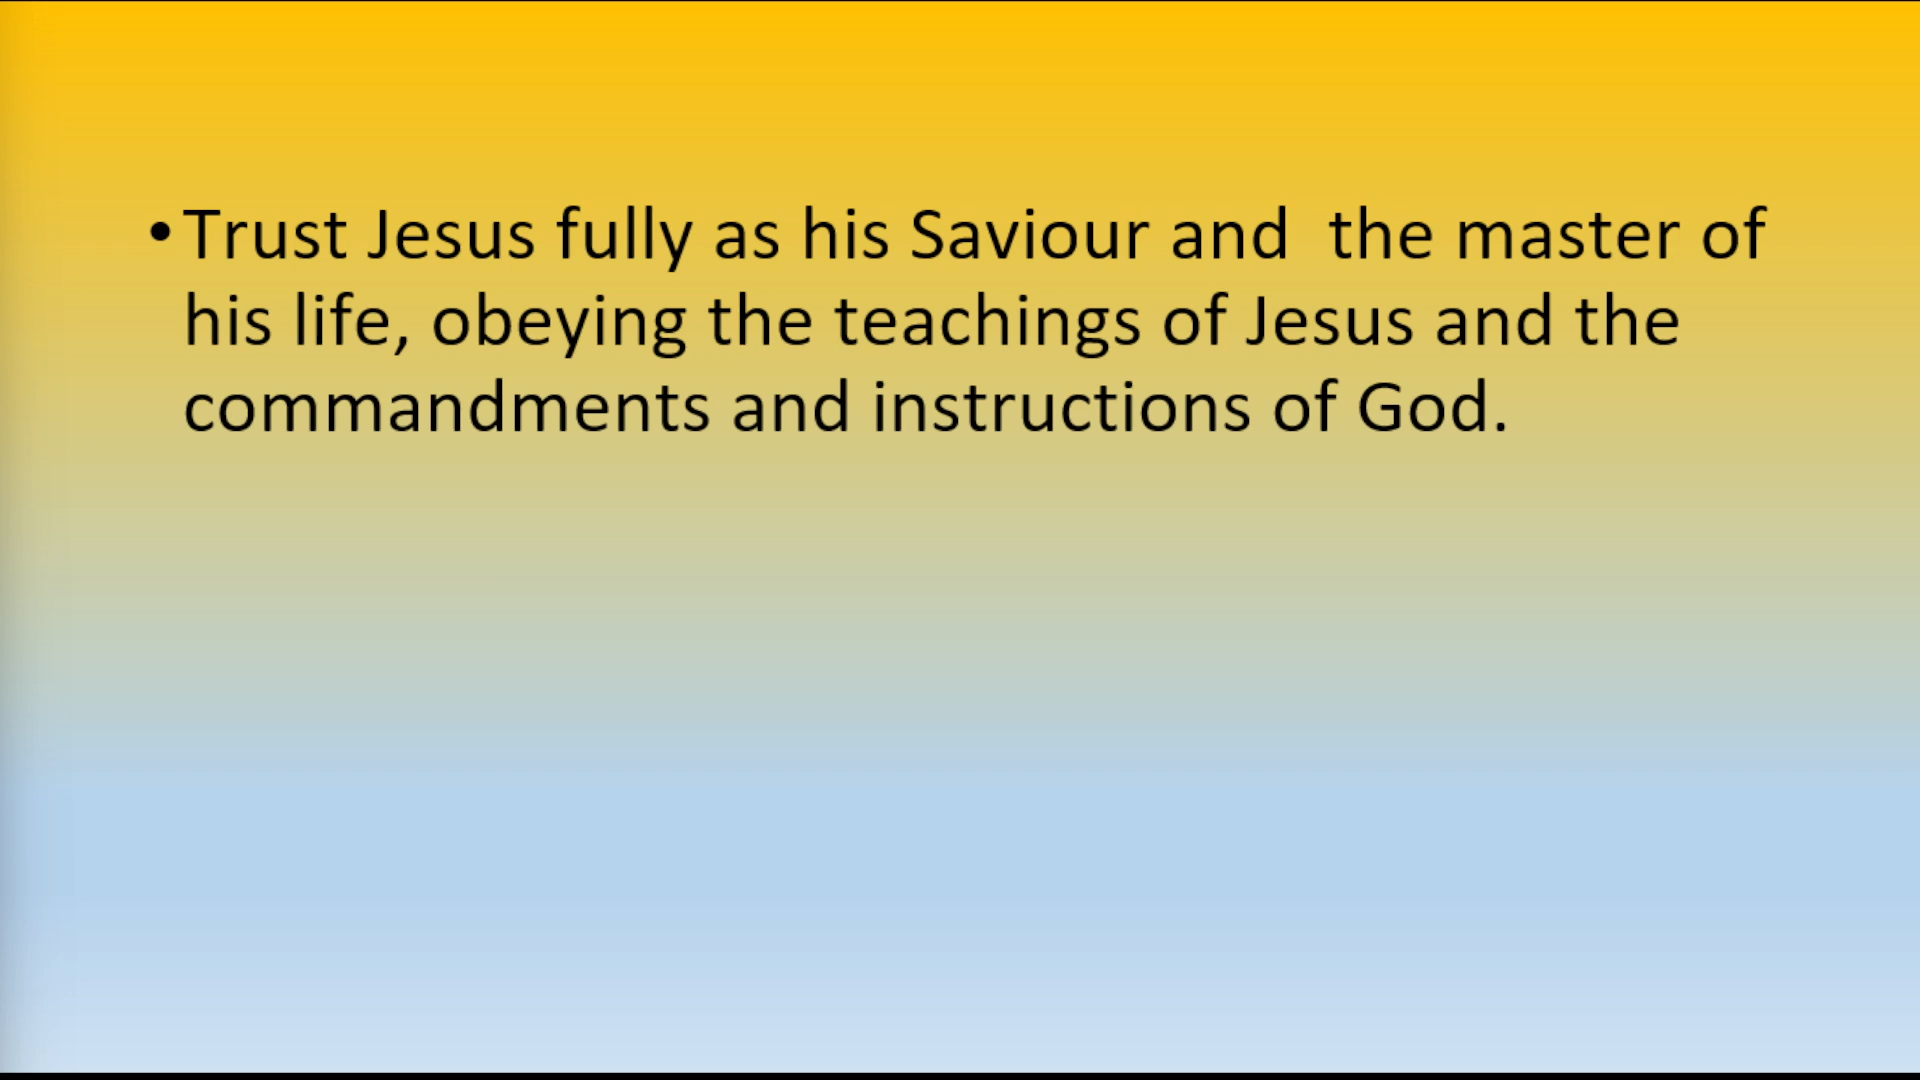 • Trust Jesus fully as his Saviour and  the master of
his life, obeying the teachings of Jesus and the
commandments and instructions of God.